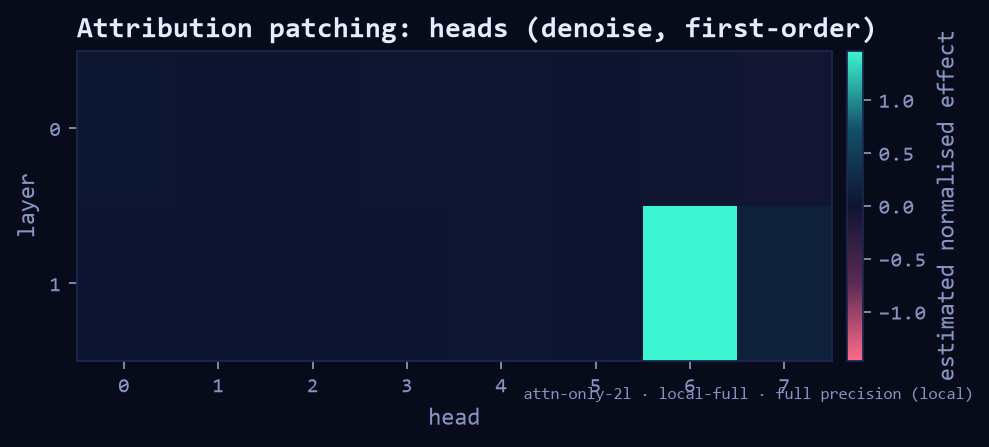 Attribution patching: heads (denoise, first-order)
layer
0
1
0 1 2 3 4 5 6 7
head
attn-only-2l · local-full · full precision (local)
1.0
0.5
0.0
−0.5
−1.0
estimated normalised effect